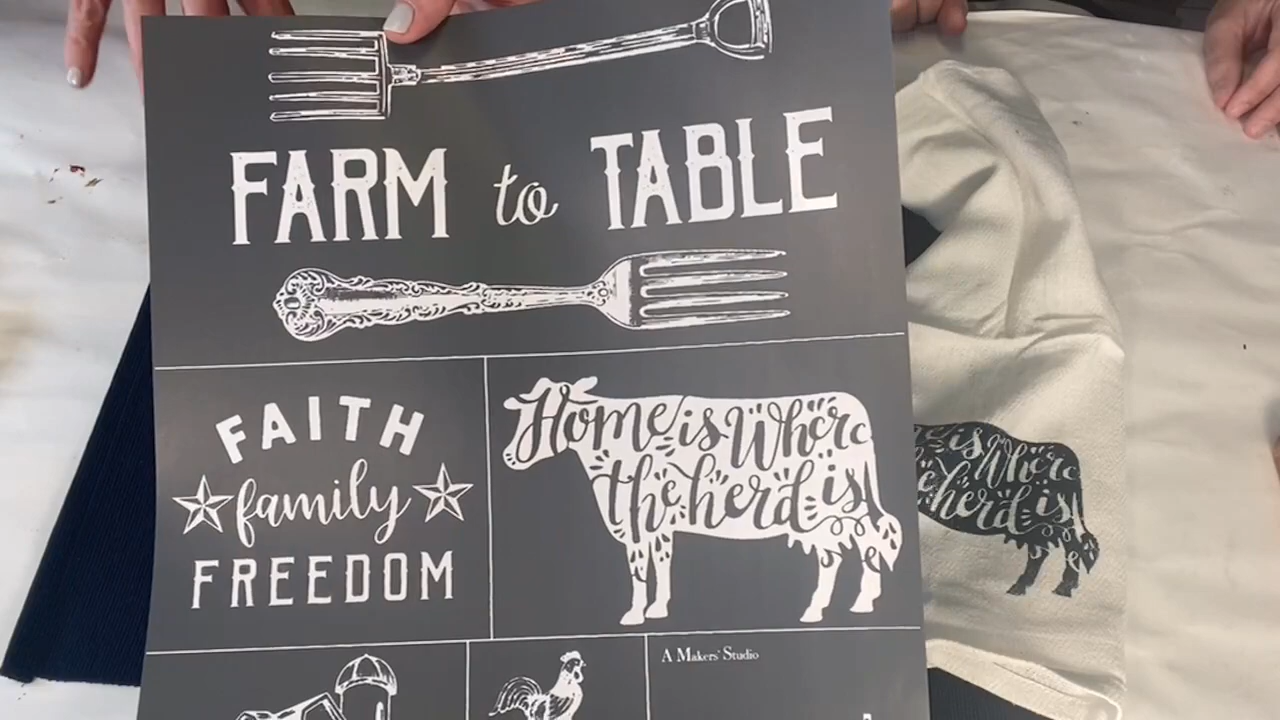 FARM to TABLE
FAITH
family
FREEDOM
Home is Where
the herd is
A Makers' Studio
is Where
herd is